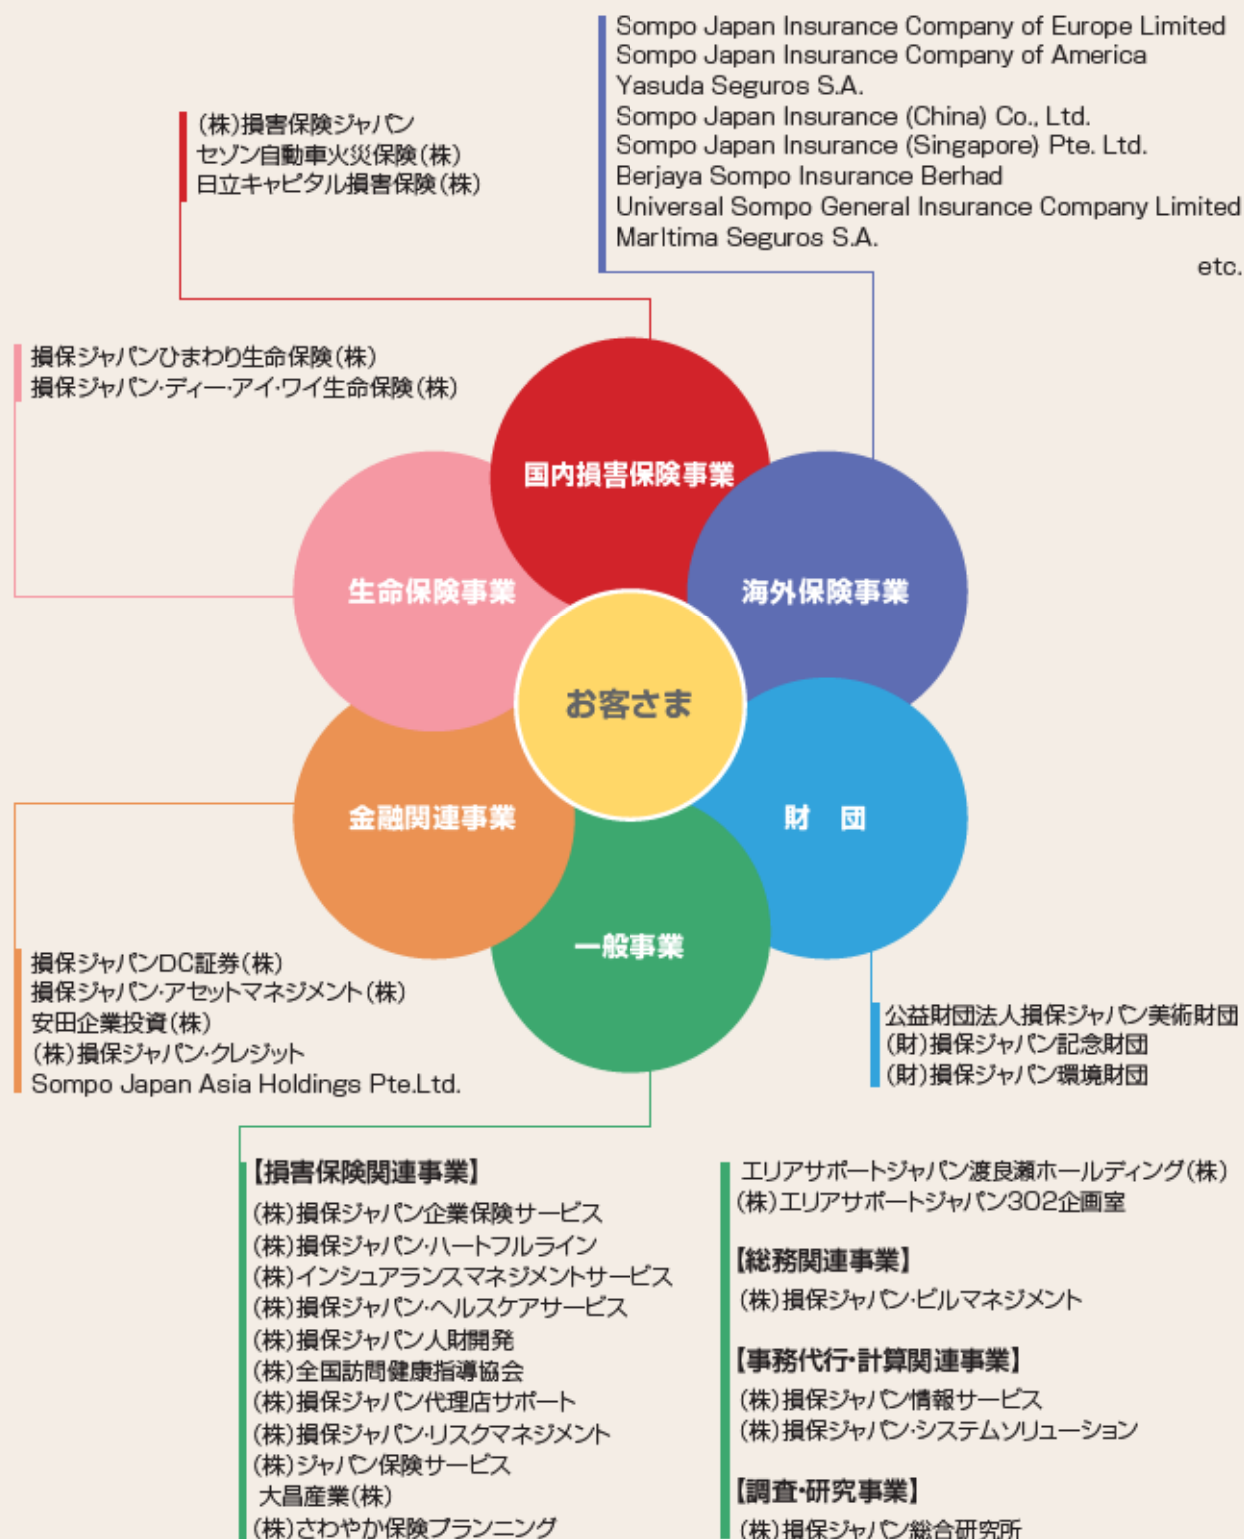 Sompo Japan Insurance Company of Europe Limited
Sompo Japan Insurance Company of America
Yasuda Seguros S.A.
Sompo Japan Insurance (China) Co., Ltd.
Sompo Japan Insurance (Singapore) Pte. Ltd.
Berjaya Sompo Insurance Berhad
Universal Sompo General Insurance Company Limited
MarItima Seguros S.A.
etc.
(株)損害保険ジャパン
セゾン自動車火災保険(株)
日立キャピタル損害保険(株)
損保ジャパンひまわり生命保険(株)
損保ジャパン・ディー・アイ・ワイ生命保険(株)
国内損害保険事業
生命保険事業
海外保険事業
お客さま
金融関連事業
財 団
一般事業
損保ジャパンDC証券(株)
損保ジャパン・アセットマネジメント(株)
安田企業投資(株)
(株)損保ジャパン・クレジット
Sompo Japan Asia Holdings Pte.Ltd.
公益財団法人損保ジャパン美術財団
(財)損保ジャパン記念財団
(財)損保ジャパン環境財団
【損害保険関連事業】
(株)損保ジャパン企業保険サービス
(株)損保ジャパン・ハートフルライン
(株)インシュアランスマネジメントサービス
(株)損保ジャパン・ヘルスケアサービス
(株)損保ジャパン人財開発
(株)全国訪問健康指導協会
(株)損保ジャパン代理店サポート
(株)損保ジャパン・リスクマネジメント
(株)ジャパン保険サービス
大昌産業(株)
(株)さわやか保険プランニング
エリアサポートジャパン渡良瀬ホールディング(株)
(株)エリアサポートジャパン302企画室
【総務関連事業】
(株)損保ジャパン・ビルマネジメント
【事務代行・計算関連事業】
(株)損保ジャパン情報サービス
(株)損保ジャパン・システムソリューション
【調査・研究事業】
(株)損保ジャパン総合研究所